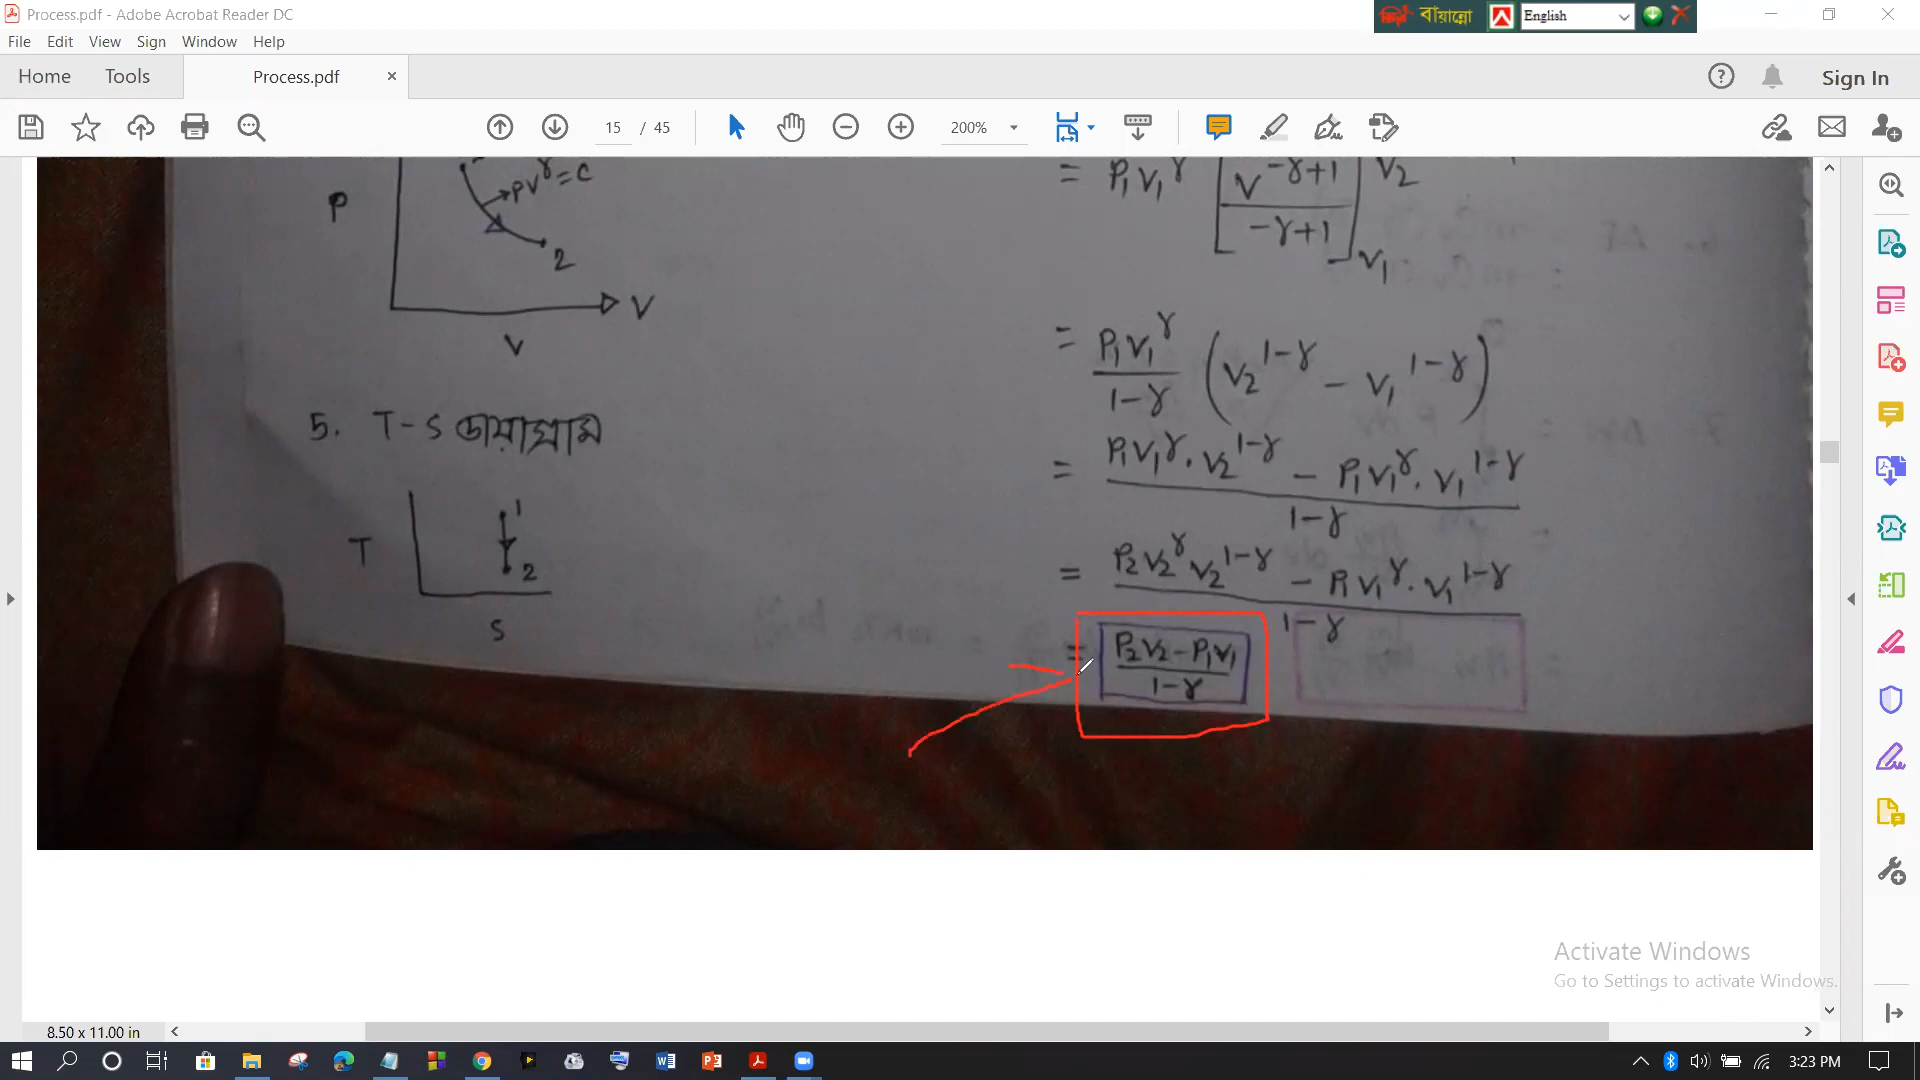 Process.pdf - Adobe Acrobat Reader DC
বায়ান্নো
English
File Edit View Sign Window Help
Home Tools Process.pdf × Sign In
15 / 45 200%
P
PV^γ=C
2
V
V
5. T-S ডায়াগ্রাম
T
1
2
S
= P₁V₁^γ [V^-γ+1 / -γ+1] V₂ V₁
= P₁V₁^γ / 1-γ (V₂^1-γ - V₁^1-γ)
= P₁V₁^γ . V₂^1-γ - P₁V₁^γ . V₁^1-γ / 1-γ
= P₂V₂^γ V₂^1-γ - P₁V₁^γ . V₁^1-γ / 1-γ
= P₂V₂-P₁V₁ / 1-γ
Activate Windows
Go to Settings to activate Windows.
8.50 x 11.00 in
3:23 PM